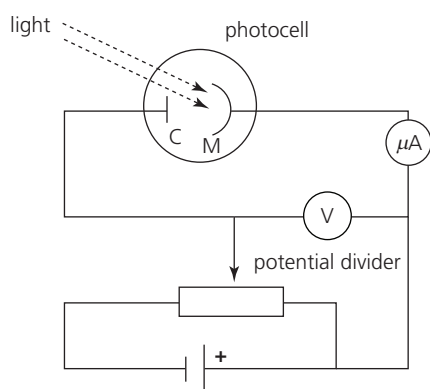 light
photocell
C
M
μA
V
potential divider
+